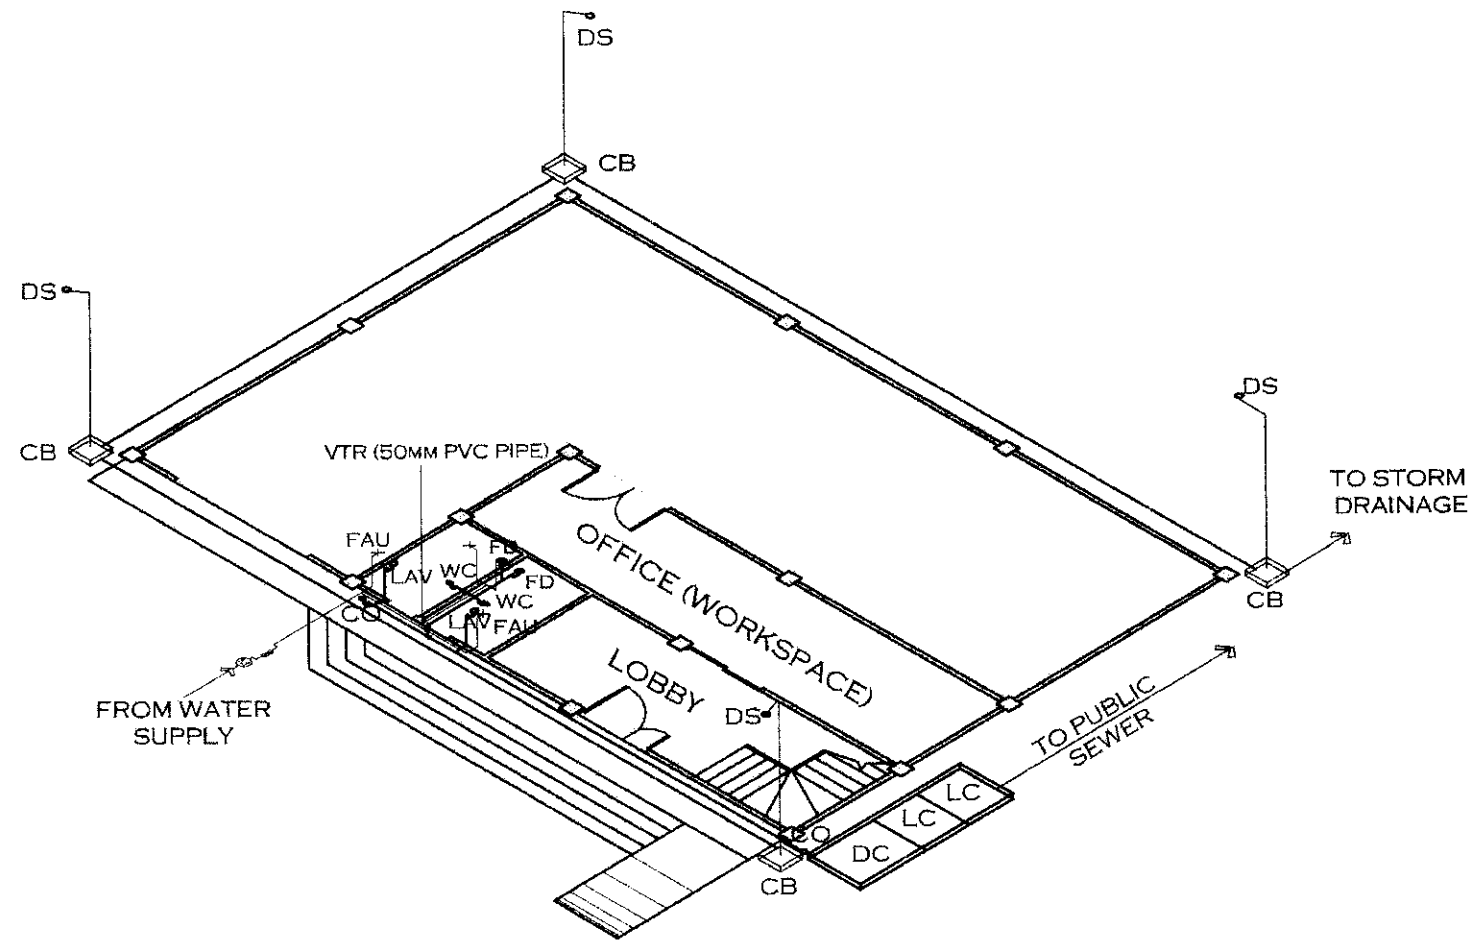 DS
CB
DS
CB
DS
VTR (50MM PVC PIPE)
TO STORM
DRAINAGE
CB
FAU
FD
LAV
WC
FD
WC
CO
LAV
FAU
OFFICE (WORKSPACE)
LOBBY
FROM WATER
SUPPLY
DS
TO PUBLIC
SEWER
CO
LC
LC
DC
CB